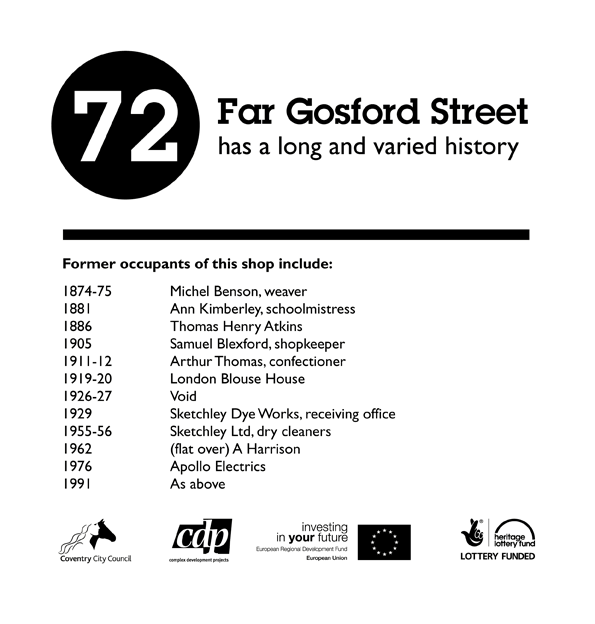 72
Far Gosford Street
has a long and varied history
Former occupants of this shop include:
1874-75 Michel Benson, weaver
1881 Ann Kimberley, schoolmistress
1886 Thomas Henry Atkins
1905 Samuel Blexford, shopkeeper
1911-12 Arthur Thomas, confectioner
1919-20 London Blouse House
1926-27 Void
1929 Sketchley Dye Works, receiving office
1955-56 Sketchley Ltd, dry cleaners
1962 (flat over) A Harrison
1976 Apollo Electrics
1991 As above
Coventry City Council
cdp
complex development projects
investing
in your future
European Regional Development Fund
European Union
heritage
lottery fund
LOTTERY FUNDED